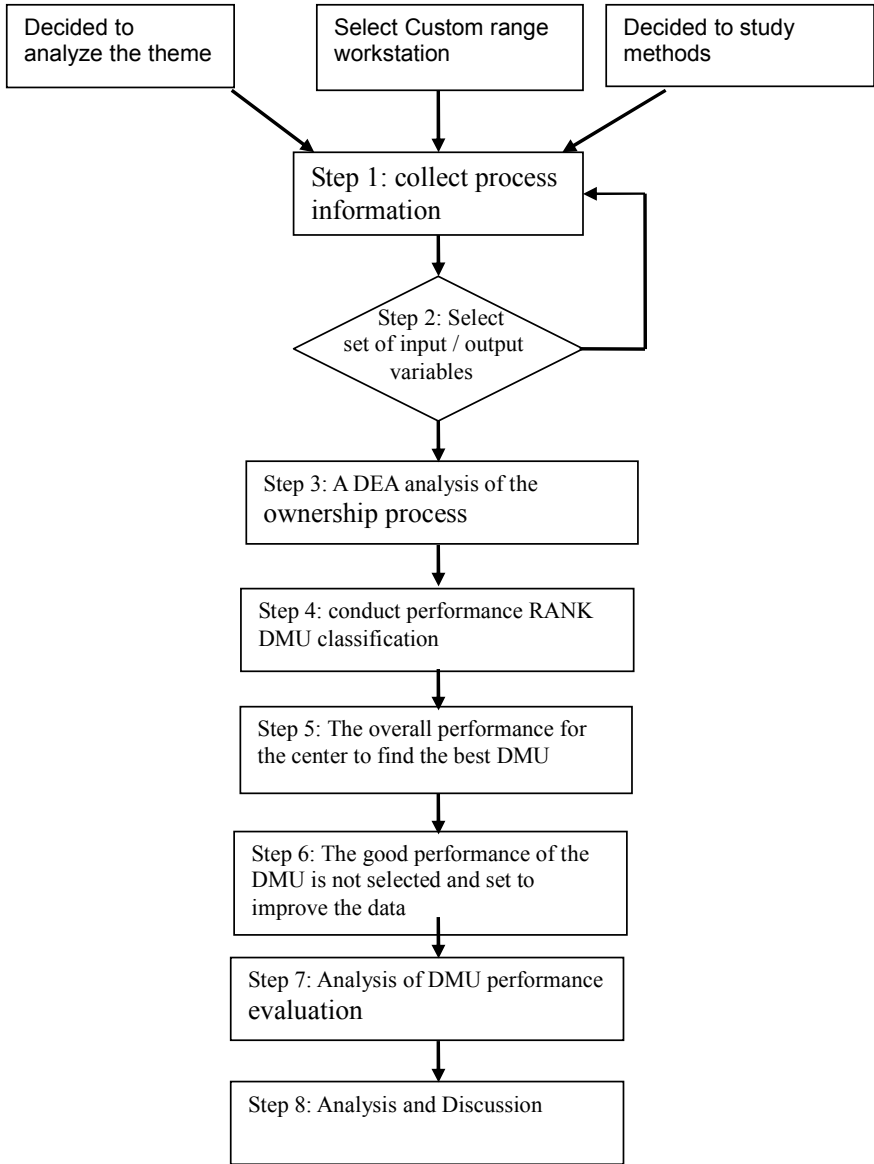 Decided to
analyze the theme
Select Custom range
workstation
Decided to study
methods
Step 1: collect process
information
Step 2: Select
set of input / output
variables
Step 3: A DEA analysis of the
ownership process
Step 4: conduct performance RANK
DMU classification
Step 5: The overall performance for
the center to find the best DMU
Step 6: The good performance of the
DMU is not selected and set to
improve the data
Step 7: Analysis of DMU performance
evaluation
Step 8: Analysis and Discussion